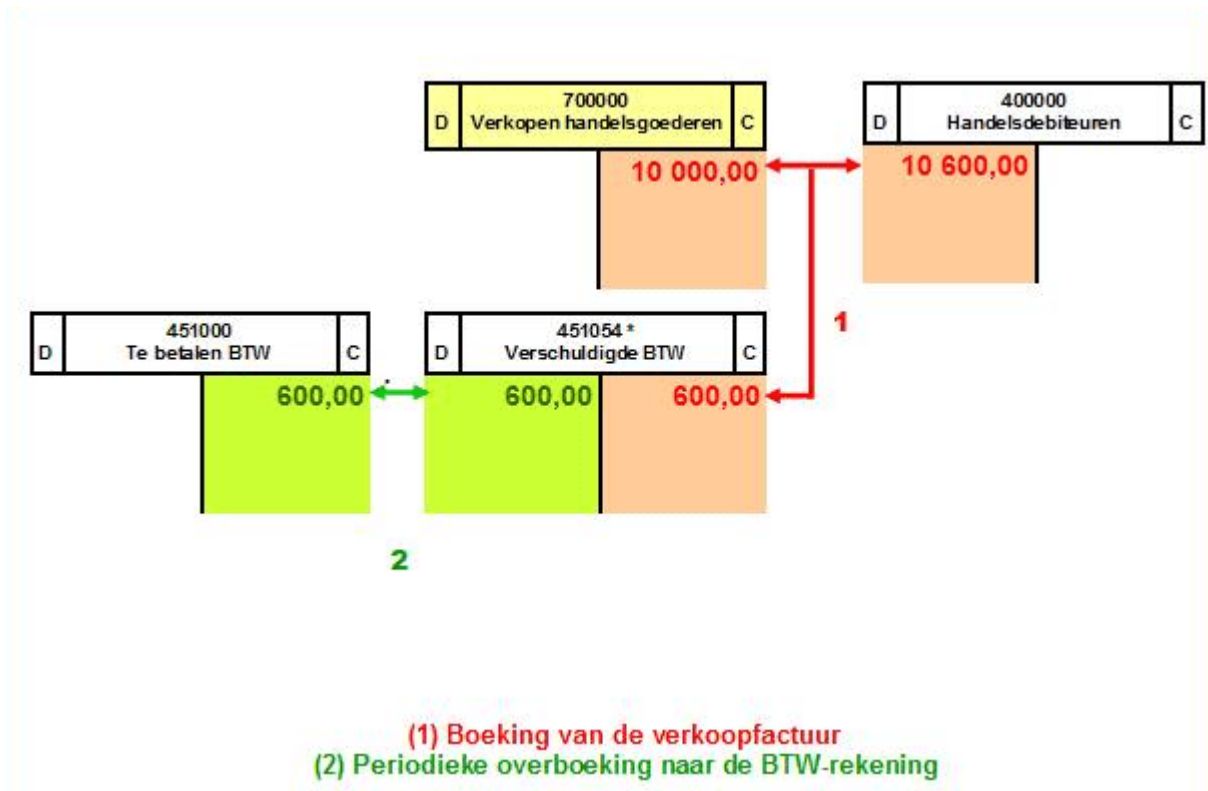 700000
D Verkopen handelsgoederen C
400000
D Handelsdebiteuren C
10 000,00
10 600,00
1
451000
D Te betalen BTW C
451054 *
D Verschuldigde BTW C
600,00
600,00
600,00
2
(1) Boeking van de verkoopfactuur
(2) Periodieke overboeking naar de BTW-rekening